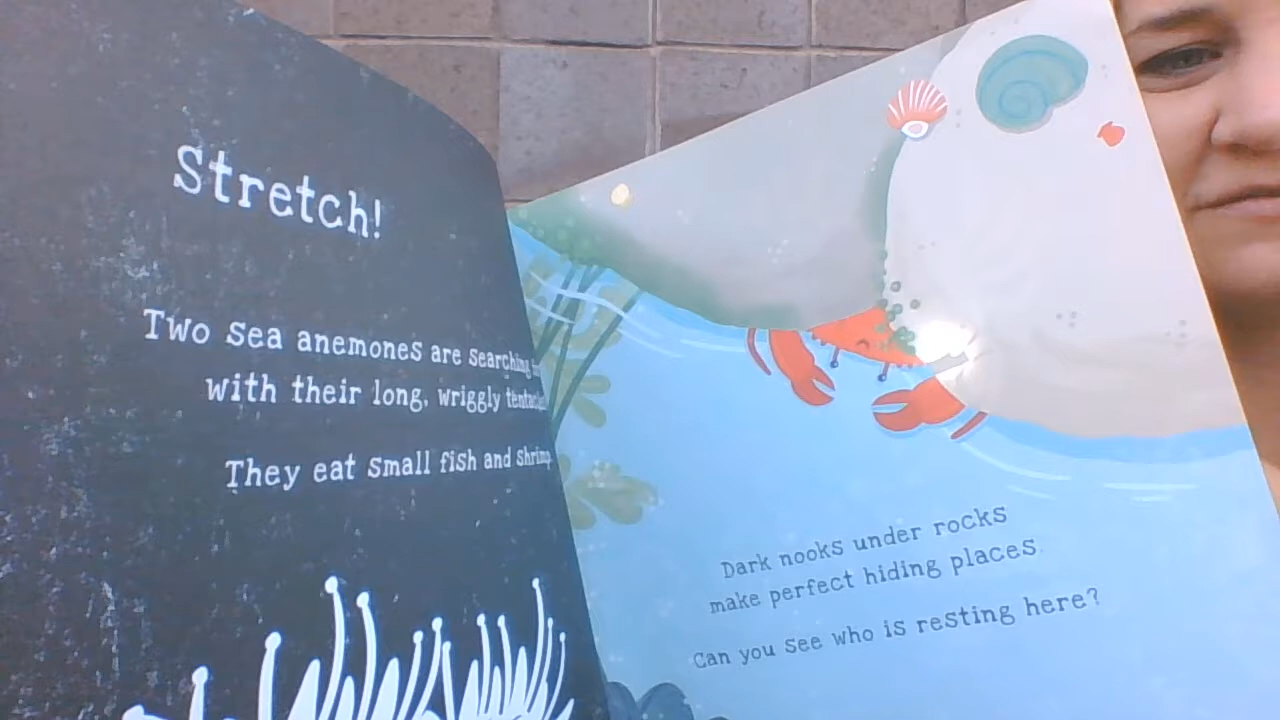 Stretch!
Two sea anemones are searching
with their long, wriggly
They eat small fish and shrimp
Dark nooks under rocks
make perfect hiding places
Can you see who is resting here?